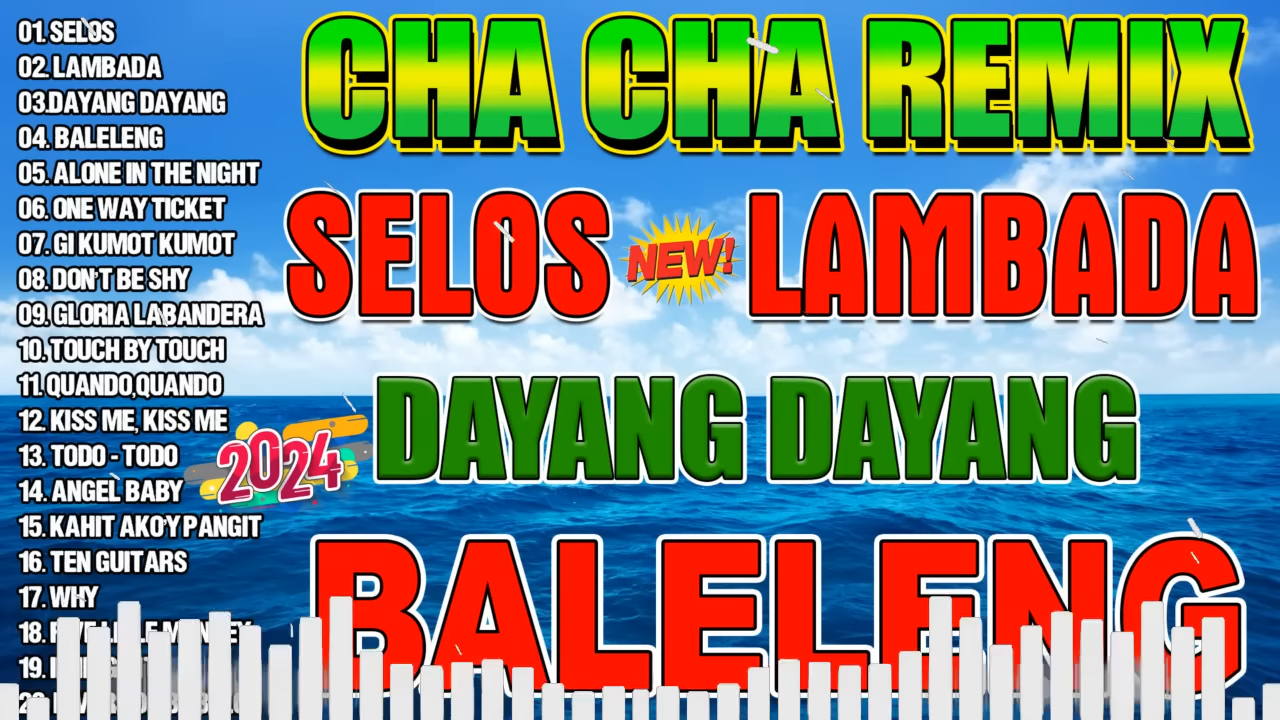 01. SELOS
02. LAMBADA
03.DAYANG DAYANG
04. BALELENG
05. ALONE IN THE NIGHT
06. ONE WAY TICKET
07. GI KUMOT KUMOT
08. DON'T BE SHY
09. GLORIA LABANDERA
10. TOUCH BY TOUCH
11. QUANDO,QUANDO
12. KISS ME, KISS ME
13. TODO - TODO
14. ANGEL BABY
15. KAHIT AKO'Y PANGIT
16. TEN GUITARS
17. WHY
18.
19.
CHA CHA REMIX
SELOS NEW! LAMBADA
2024 DAYANG DAYANG
BALELENG